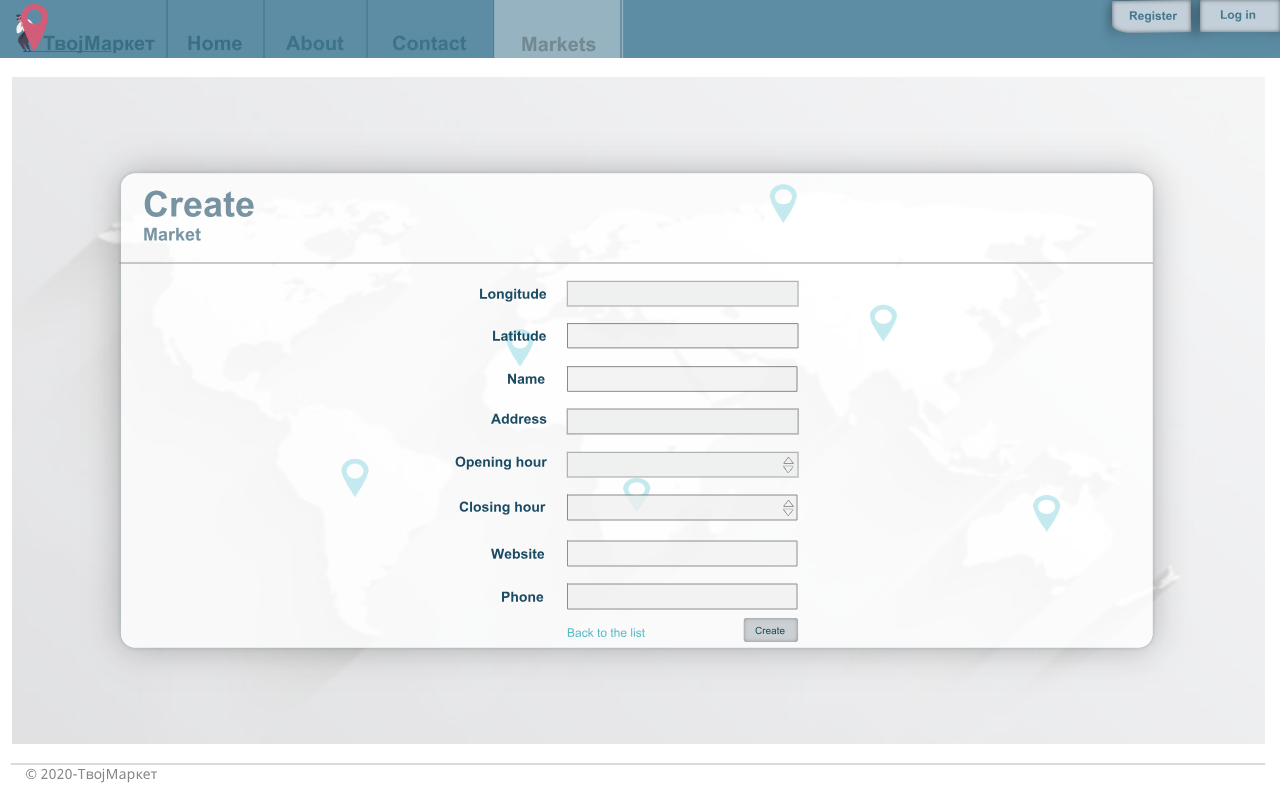 ТвојМаркет Home About Contact Markets Register Log in
Create
Market
Longitude
Latitude
Name
Address
Opening hour
Closing hour
Website
Phone
Back to the list Create
© 2020-ТвојМаркет